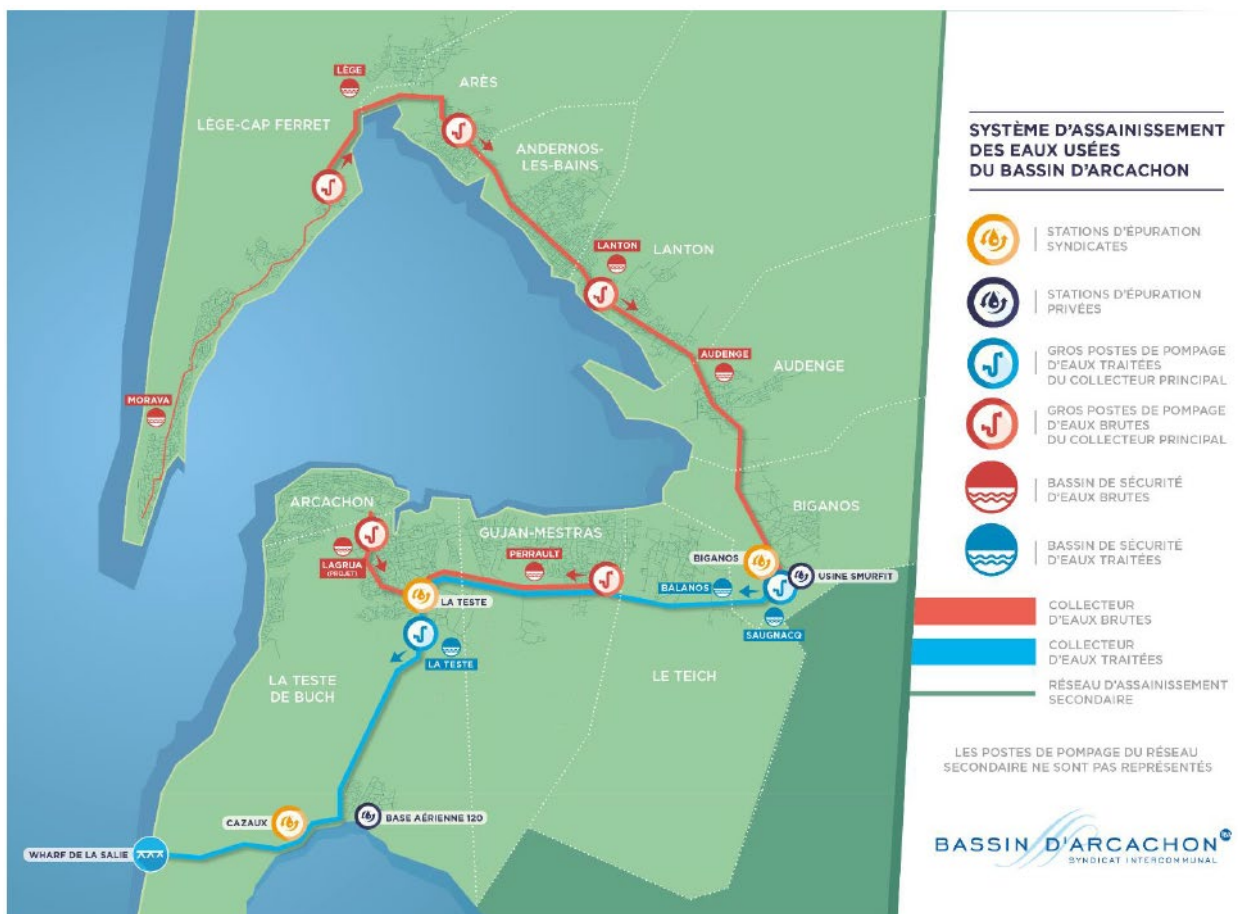 LÈGE
ARÈS
LÈGE-CAP FERRET
ANDERNOS-
LES-BAINS
LANTON
LANTON
AUDENGE
AUDENGE
MORAVA
ARCACHON
BIGANOS
GUJAN-MESTRAS
LAGRUA
(PROJET)
PERRAULT
BIGANOS
USINE SMURFIT
BALANOS
SAUGNACQ
LA TESTE
LA TESTE
LA TESTE
DE BUCH
LE TEICH
CAZAUX
BASE AÉRIENNE 120
WHARF DE LA SALIE
SYSTÈME D'ASSAINISSEMENT
DES EAUX USÉES
DU BASSIN D'ARCACHON
STATIONS D'ÉPURATION
SYNDICATES
STATIONS D'ÉPURATION
PRIVÉES
GROS POSTES DE POMPAGE
D'EAUX TRAITÉES
DU COLLECTEUR PRINCIPAL
GROS POSTES DE POMPAGE
D'EAUX BRUTES
DU COLLECTEUR PRINCIPAL
BASSIN DE SÉCURITÉ
D'EAUX BRUTES
BASSIN DE SÉCURITÉ
D'EAUX TRAITÉES
COLLECTEUR
D'EAUX BRUTES
COLLECTEUR
D'EAUX TRAITÉES
RÉSEAU D'ASSAINISSEMENT
SECONDAIRE
LES POSTES DE POMPAGE DU RÉSEAU
SECONDAIRE NE SONT PAS REPRÉSENTÉS
BASSIN D'ARCACHON
SYNDICAT INTERCOMMUNAL